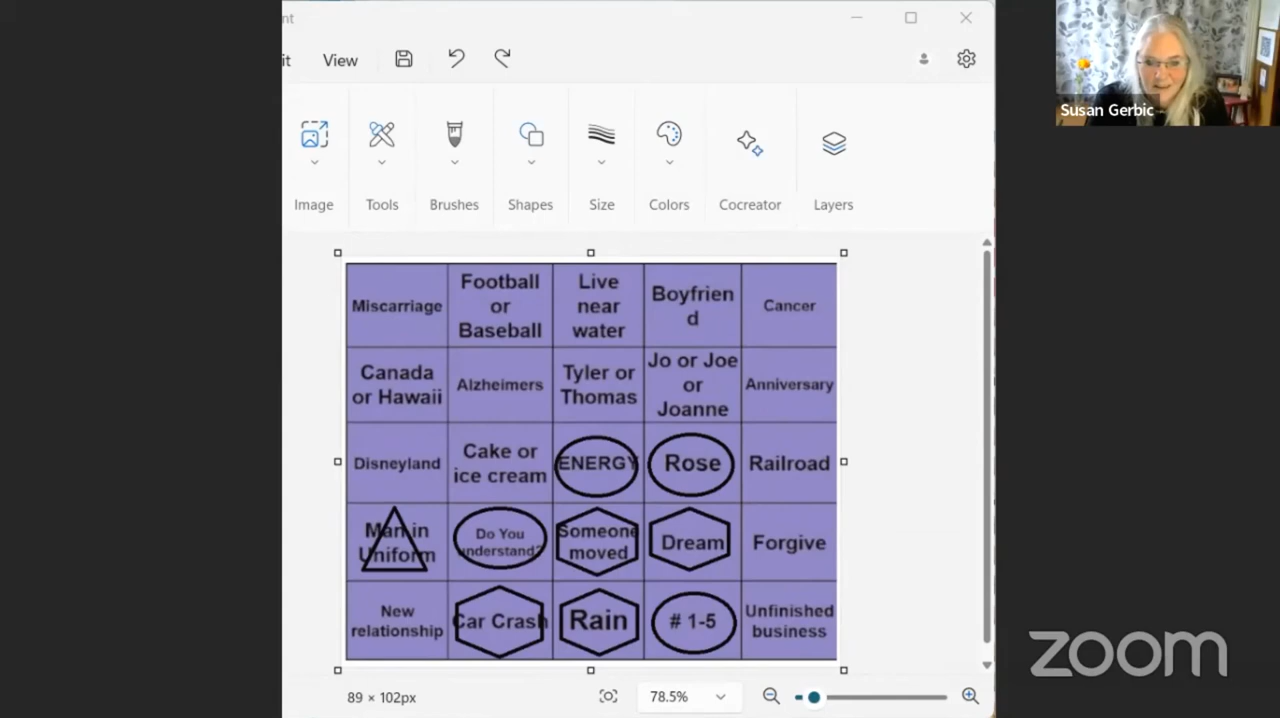 nt
Susan Gerbic
it
View
Image
Tools
Brushes
Shapes
Size
Colors
Cocreator
Layers
Miscarriage
Football
or
Baseball
Live
near
water
Boyfrien
d
Cancer
Canada
or Hawaii
Alzheimers
Tyler or
Thomas
Jo or Joe
or
Joanne
Anniversary
Disneyland
Cake or
ice cream
ENERGY
Rose
Railroad
Man in
Uniform
Do You
understand?
Someone
moved
Dream
Forgive
New
relationship
Car Crash
Rain
# 1-5
Unfinished
business
zoom
89 × 102px
78.5%